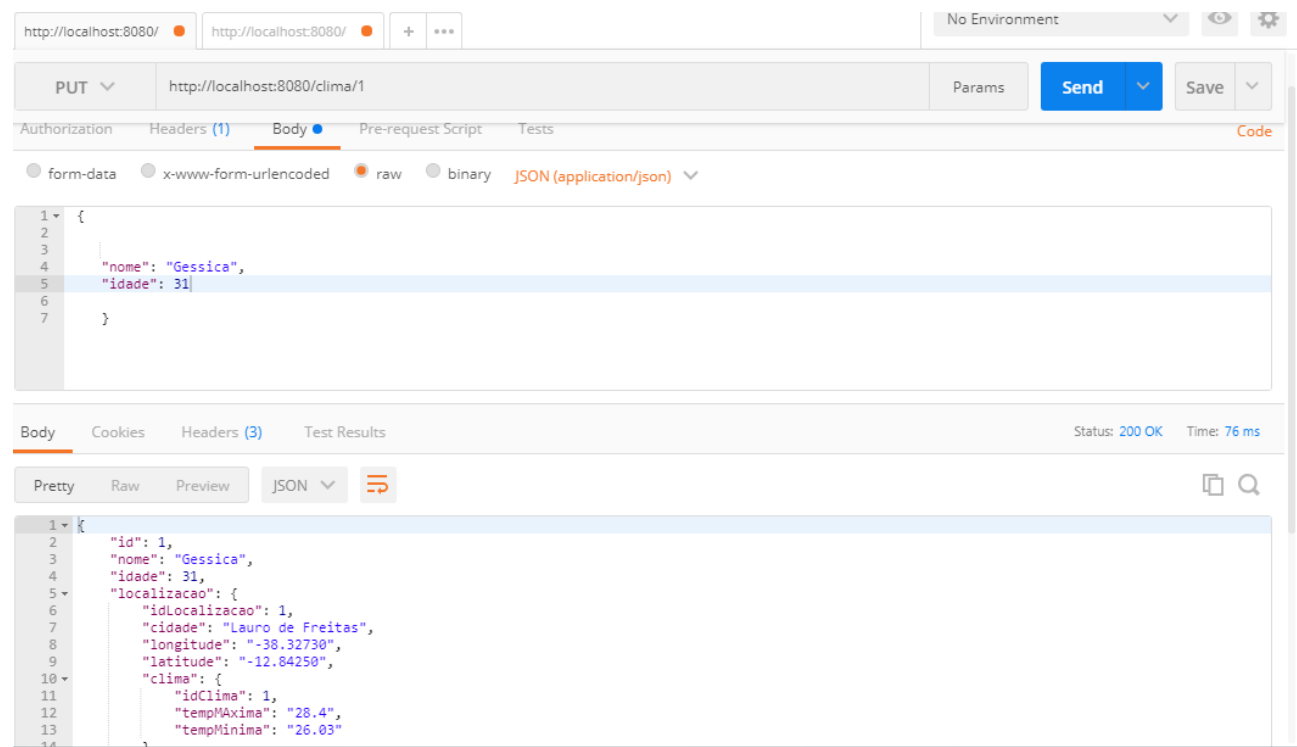 http://localhost:8080/ http://localhost:8080/ + ••• No Environment
PUT http://localhost:8080/clima/1 Params Send Save
Authorization Headers (1) Body Pre-request Script Tests Code
form-data x-www-form-urlencoded raw binary JSON (application/json)
1 {
2
3
4 "nome": "Gessica",
5 "idade": 31
6
7 }
Body Cookies Headers (3) Test Results Status: 200 OK Time: 76 ms
Pretty Raw Preview JSON
1 {
2 "id": 1,
3 "nome": "Gessica",
4 "idade": 31,
5 "localizacao": {
6 "idLocalizacao": 1,
7 "cidade": "Lauro de Freitas",
8 "longitude": "-38.32730",
9 "latitude": "-12.84250",
10 "clima": {
11 "idClima": 1,
12 "tempMAxima": "28.4",
13 "tempMinima": "26.03"
14 }